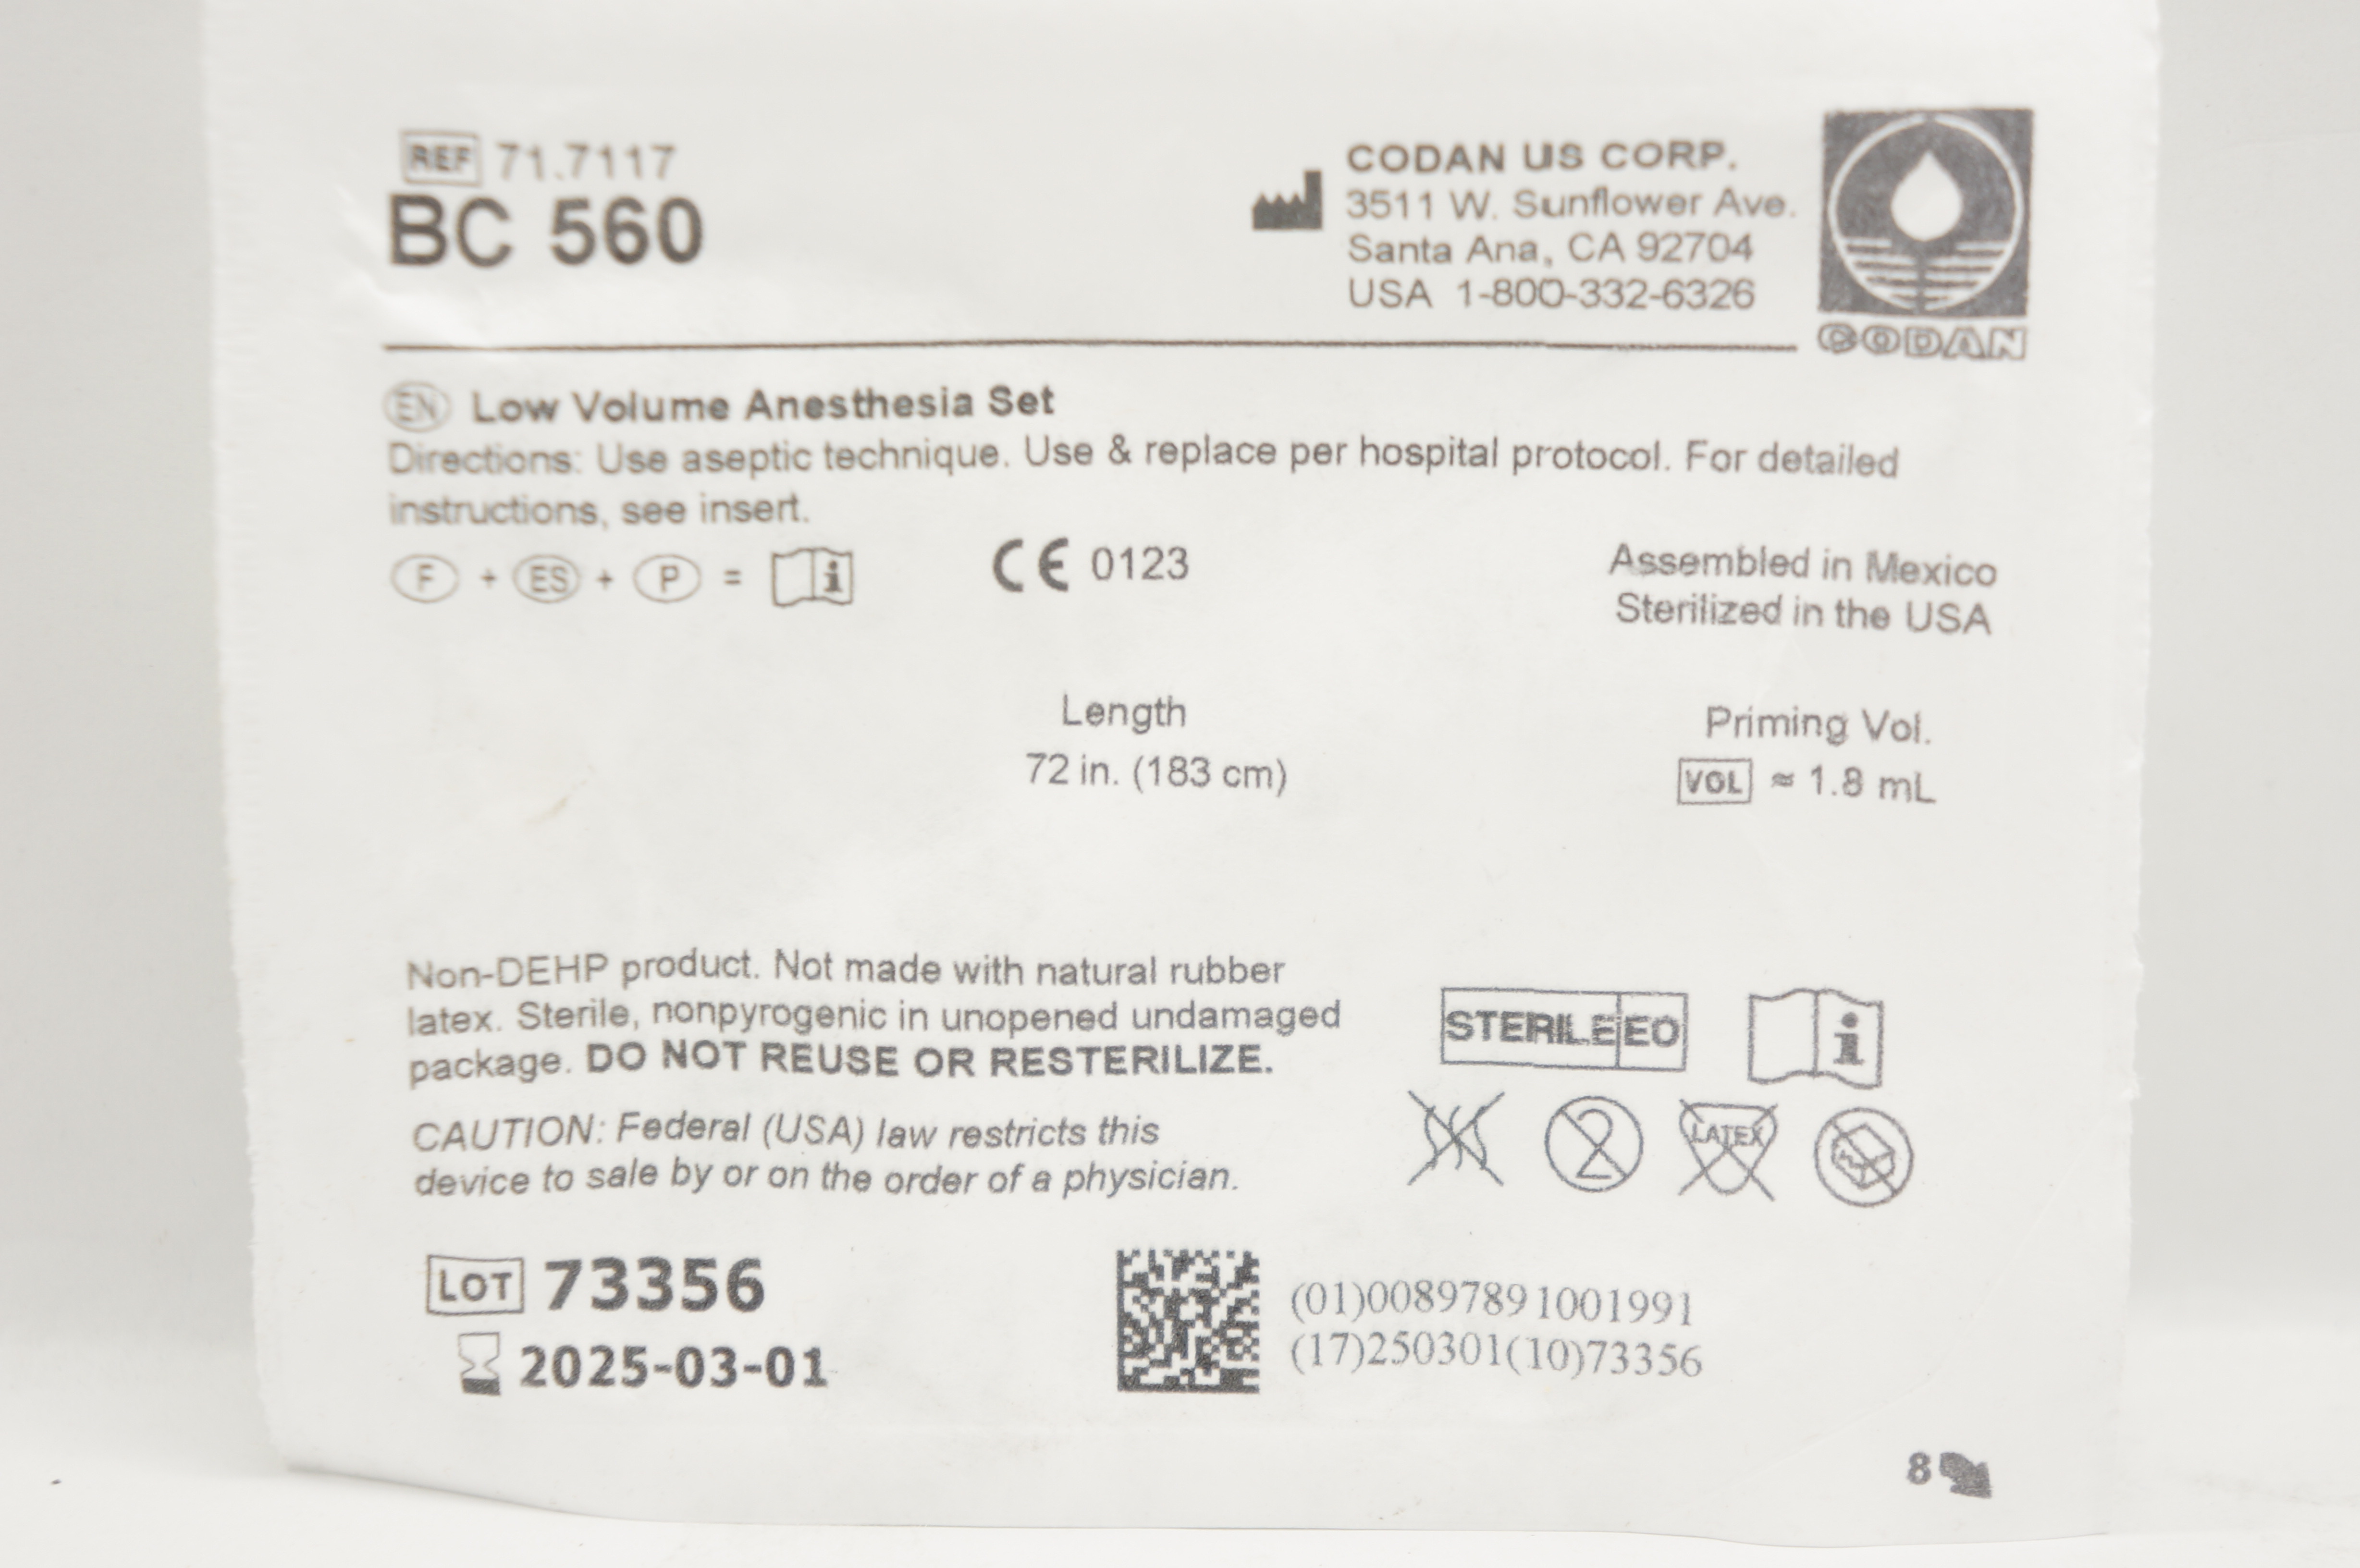 REF 71.7117
BC 560
CODAN US CORP.
3511 W. Sunflower Ave.
Santa Ana, CA 92704
USA 1-800-332-6326
CODAN
EN Low Volume Anesthesia Set
Directions: Use aseptic technique. Use & replace per hospital protocol. For detailed
instructions, see insert.
F + ES + P = i
CE 0123
Assembled in Mexico
Sterilized in the USA
Length
72 in. (183 cm)
Priming Vol.
VOL ≈ 1.8 mL
Non-DEHP product. Not made with natural rubber
latex. Sterile, nonpyrogenic in unopened undamaged
package. DO NOT REUSE OR RESTERILIZE.
CAUTION: Federal (USA) law restricts this
device to sale by or on the order of a physician.
STERILE EO
i
2
LATEX
LOT 73356
2025-03-01
(01)00897891001991
(17)250301(10)73356
8